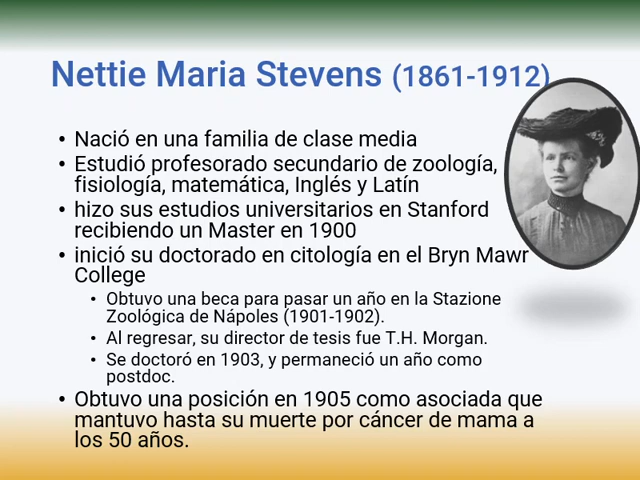 Nettie Maria Stevens (1861-1912)
• Nació en una familia de clase media
• Estudió profesorado secundario de zoología,
fisiología, matemática, Inglés y Latín
• hizo sus estudios universitarios en Stanford
recibiendo un Master en 1900
• inició su doctorado en citología en el Bryn Mawr
College
• Obtuvo una beca para pasar un año en la Stazione
Zoológica de Nápoles (1901-1902).
• Al regresar, su director de tesis fue T.H. Morgan.
• Se doctoró en 1903, y permaneció un año como
postdoc.
• Obtuvo una posición en 1905 como asociada que
mantuvo hasta su muerte por cáncer de mama a
los 50 años.